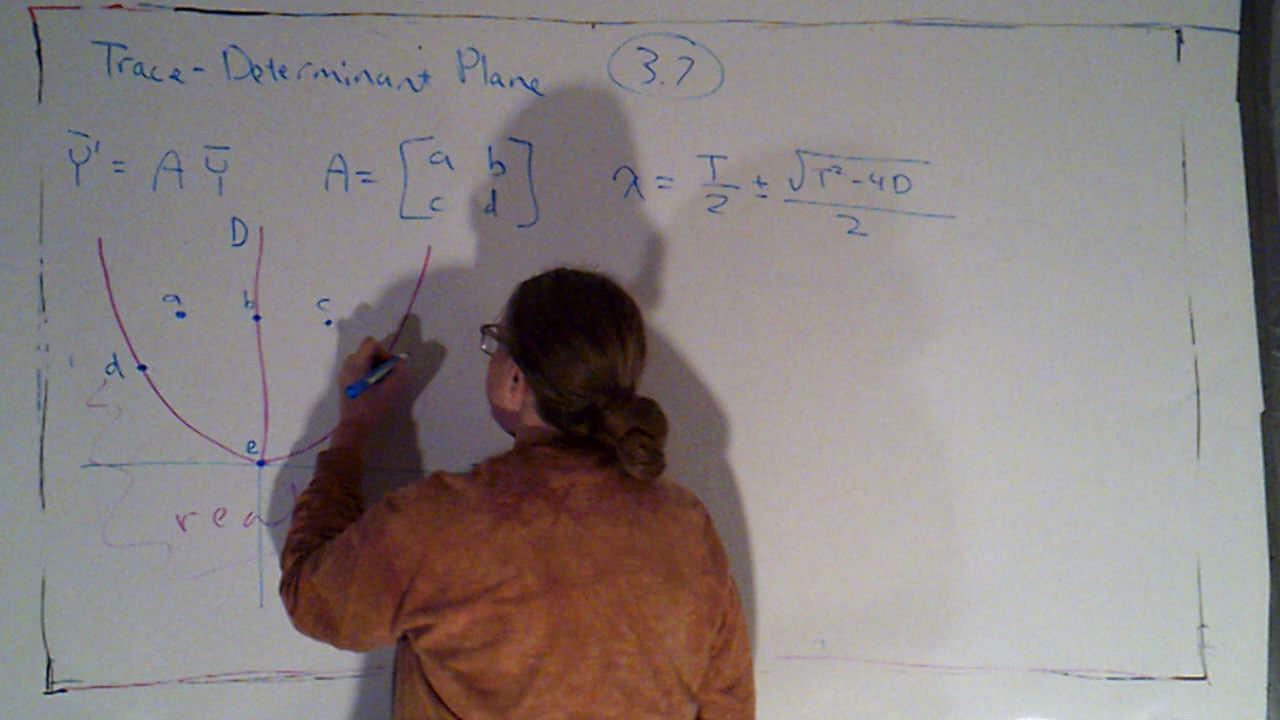 Trace-Determinant Plane 3.7
Ȳ' = A Ȳ A = [a b
c d] λ = T/2 ± √(T²-4D)/2
D
a b c
d
e
real